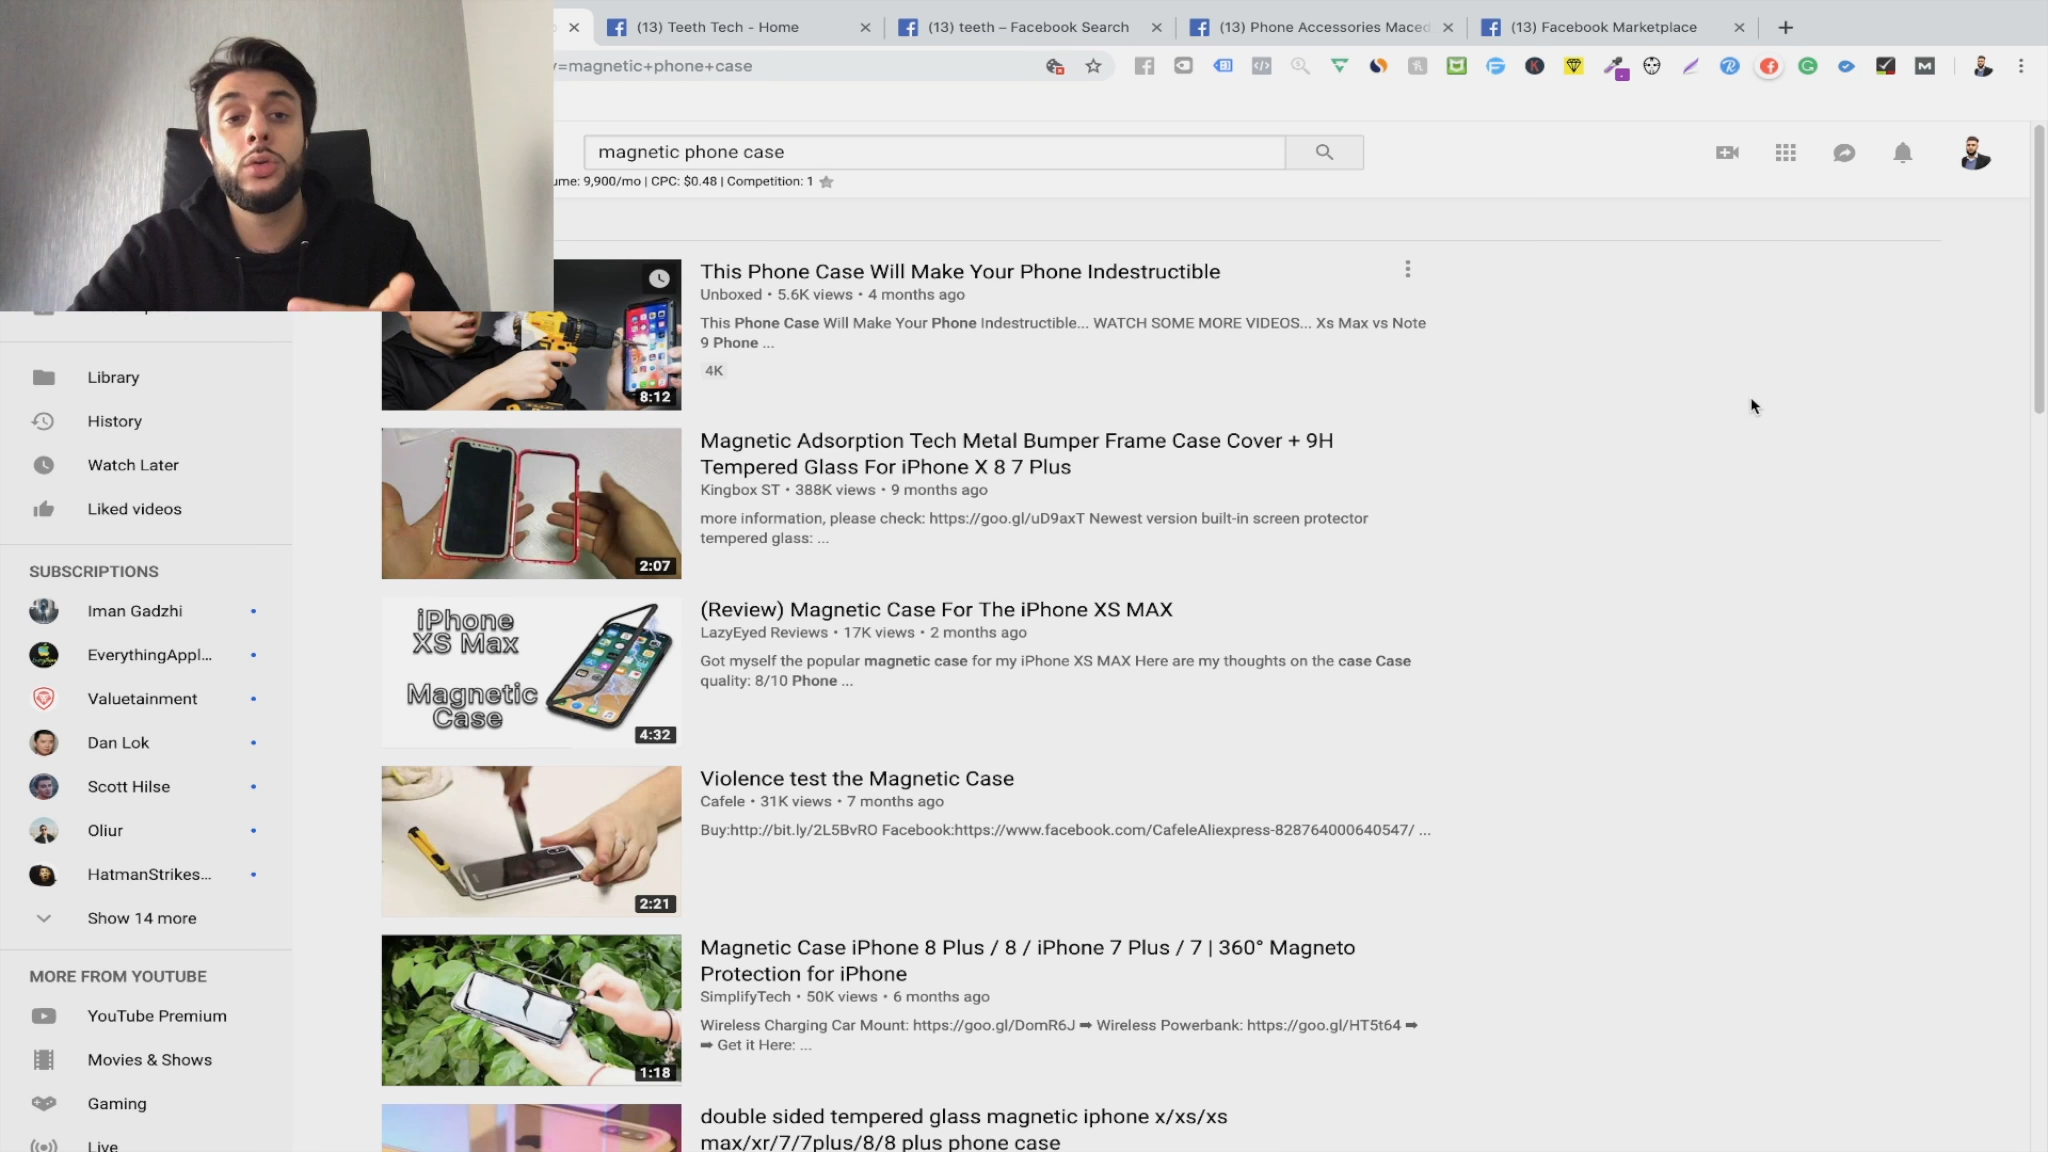 (13) Teeth Tech - Home
(13) teeth – Facebook Search
(13) Phone Accessories Maced
(13) Facebook Marketplace
=magnetic+phone+case
magnetic phone case
ume: 9,900/mo | CPC: $0.48 | Competition: 1
This Phone Case Will Make Your Phone Indestructible
Unboxed • 5.6K views • 4 months ago
This Phone Case Will Make Your Phone Indestructible... WATCH SOME MORE VIDEOS... Xs Max vs Note
9 Phone ...
4K
8:12
Magnetic Adsorption Tech Metal Bumper Frame Case Cover + 9H
Tempered Glass For iPhone X 8 7 Plus
Kingbox ST • 388K views • 9 months ago
more information, please check: https://goo.gl/uD9axT Newest version built-in screen protector
tempered glass: ...
2:07
iPhone
XS Max
Magnetic
Case
4:32
(Review) Magnetic Case For The iPhone XS MAX
LazyEyed Reviews • 17K views • 2 months ago
Got myself the popular magnetic case for my iPhone XS MAX Here are my thoughts on the case Case
quality: 8/10 Phone ...
Violence test the Magnetic Case
Cafele • 31K views • 7 months ago
Buy:http://bit.ly/2L5BvRO Facebook:https://www.facebook.com/CafeleAliexpress-828764000640547/ ...
2:21
Magnetic Case iPhone 8 Plus / 8 / iPhone 7 Plus / 7 | 360° Magneto
Protection for iPhone
SimplifyTech • 50K views • 6 months ago
Wireless Charging Car Mount: https://goo.gl/DomR6J ➡ Wireless Powerbank: https://goo.gl/HT5t64 ➡
➡ Get it Here: ...
1:18
double sided tempered glass magnetic iphone x/xs/xs
max/xr/7/7plus/8/8 plus phone case
Library
History
Watch Later
Liked videos
SUBSCRIPTIONS
Iman Gadzhi
EverythingAppl...
Valuetainment
Dan Lok
Scott Hilse
Oliur
HatmanStrikes...
Show 14 more
MORE FROM YOUTUBE
YouTube Premium
Movies & Shows
Gaming
Live